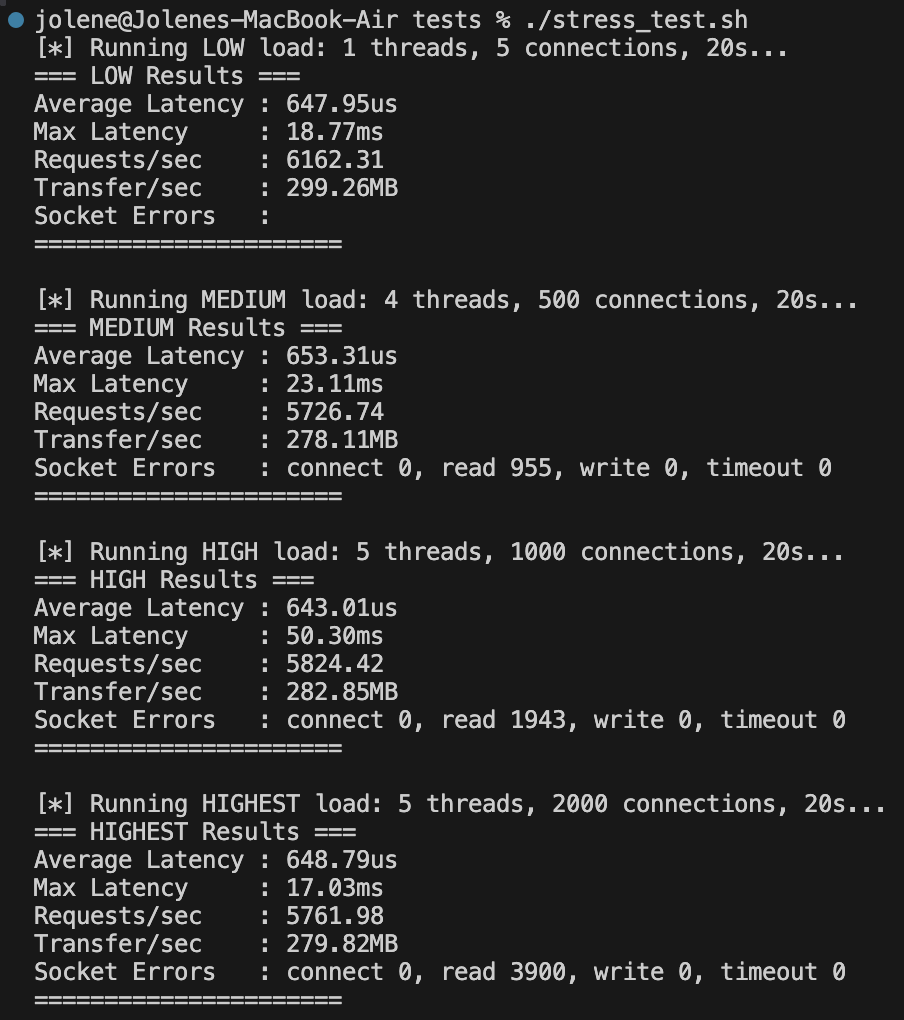 jolene@Jolenes-MacBook-Air tests % ./stress_test.sh
[*] Running LOW load: 1 threads, 5 connections, 20s...
=== LOW Results ===
Average Latency : 647.95us
Max Latency     : 18.77ms
Requests/sec    : 6162.31
Transfer/sec    : 299.26MB
Socket Errors   :
======================

[*] Running MEDIUM load: 4 threads, 500 connections, 20s...
=== MEDIUM Results ===
Average Latency : 653.31us
Max Latency     : 23.11ms
Requests/sec    : 5726.74
Transfer/sec    : 278.11MB
Socket Errors   : connect 0, read 955, write 0, timeout 0
======================

[*] Running HIGH load: 5 threads, 1000 connections, 20s...
=== HIGH Results ===
Average Latency : 643.01us
Max Latency     : 50.30ms
Requests/sec    : 5824.42
Transfer/sec    : 282.85MB
Socket Errors   : connect 0, read 1943, write 0, timeout 0
======================

[*] Running HIGHEST load: 5 threads, 2000 connections, 20s...
=== HIGHEST Results ===
Average Latency : 648.79us
Max Latency     : 17.03ms
Requests/sec    : 5761.98
Transfer/sec    : 279.82MB
Socket Errors   : connect 0, read 3900, write 0, timeout 0
======================